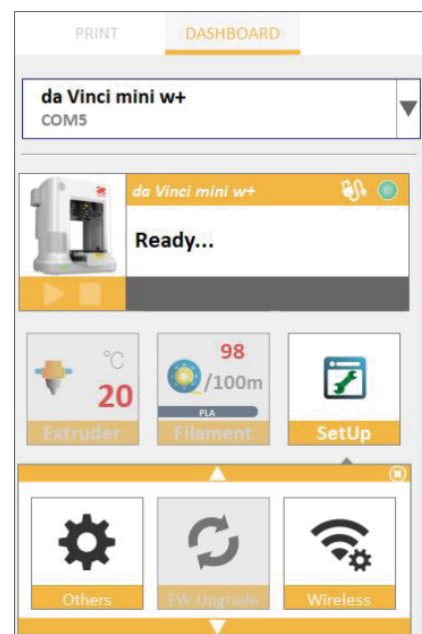 PRINT DASHBOARD
da Vinci mini w+
COM5
da Vinci mini w+
Ready...
°C
20
Extruder
98
/100m
PLA
Filament
SetUp
Others
FW Upgrade
Wireless